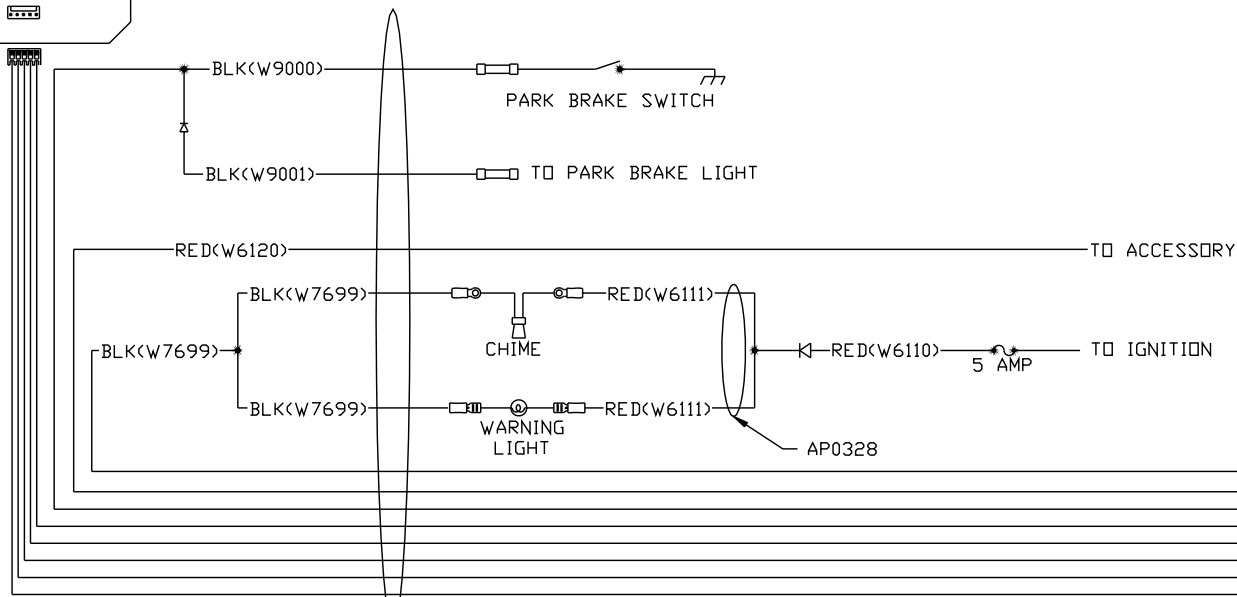 BLK(W9000)
PARK BRAKE SWITCH
BLK(W9001)
TO PARK BRAKE LIGHT
RED(W6120)
TO ACCESSORY
BLK(W7699)
RED(W6111)
CHIME
BLK(W7699)
RED(W6110)
5 AMP
TO IGNITION
BLK(W7699)
RED(W6111)
WARNING
LIGHT
AP0328